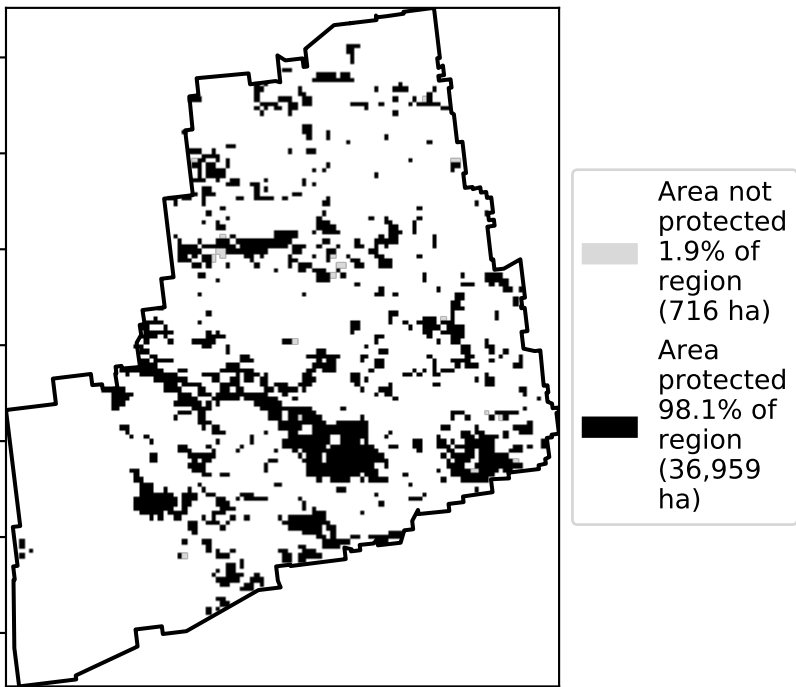 Area not
protected
1.9% of
region
(716 ha)
Area
protected
98.1% of
region
(36,959
ha)